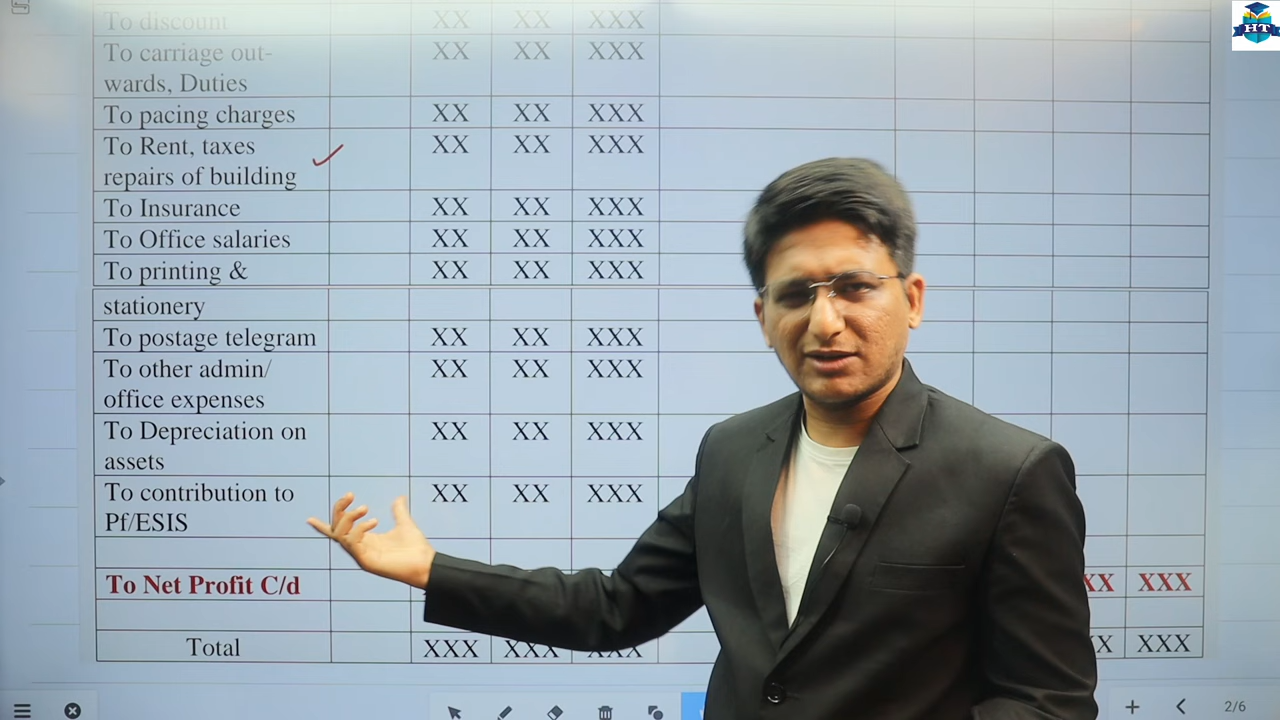 HT
To discount XX XX XXX
To carriage out- XX XX XXX
wards, Duties
To pacing charges XX XX XXX
To Rent, taxes XX XX XXX
repairs of building
To Insurance XX XX XXX
To Office salaries XX XX XXX
To printing & XX XX XXX
stationery
To postage telegram XX XX XXX
To other admin/ XX XX XXX
office expenses
To Depreciation on XX XX XXX
assets
To contribution to XX XX XXX
Pf/ESIS
To Net Profit C/d XX XXX
Total XXX XXX XXX XX XXX
2/6